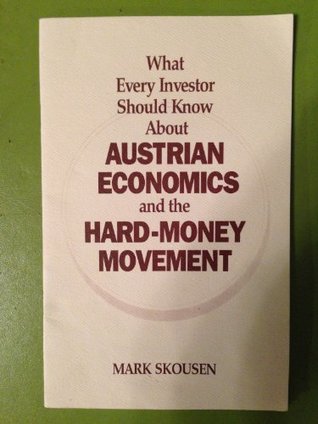 What
Every Investor
Should Know
About
AUSTRIAN
ECONOMICS
and the
HARD-MONEY
MOVEMENT
MARK SKOUSEN